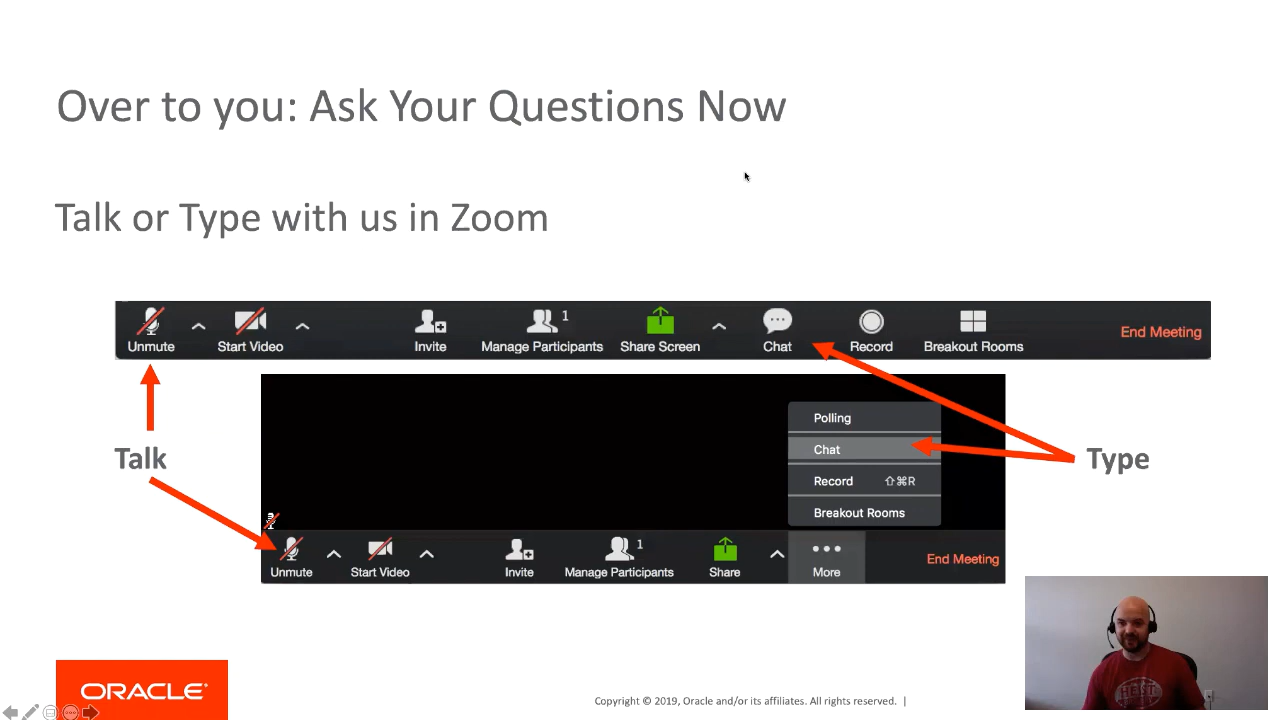 Over to you: Ask Your Questions Now
Talk or Type with us in Zoom
Unmute Start Video Invite Manage Participants 1 Share Screen Chat Record Breakout Rooms End Meeting
Polling
Chat
Record ⇧⌘R
Breakout Rooms
Talk
Type
Unmute Start Video Invite Manage Participants 1 Share More End Meeting
ORACLE
Copyright © 2019, Oracle and/or its affiliates. All rights reserved. |